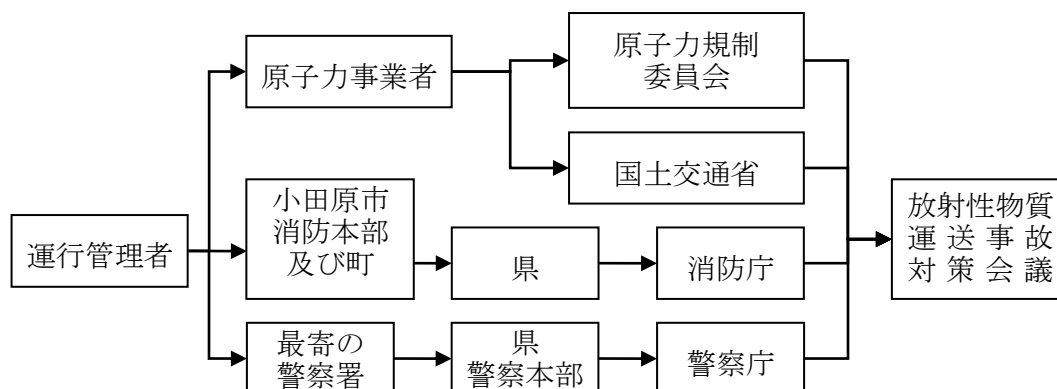 運行管理者
原子力事業者
原子力規制
委員会
国土交通省
小田原市
消防本部
及び町
県
消防庁
最寄の
警察署
県
警察本部
警察庁
放射性物質
運送事故
対策会議